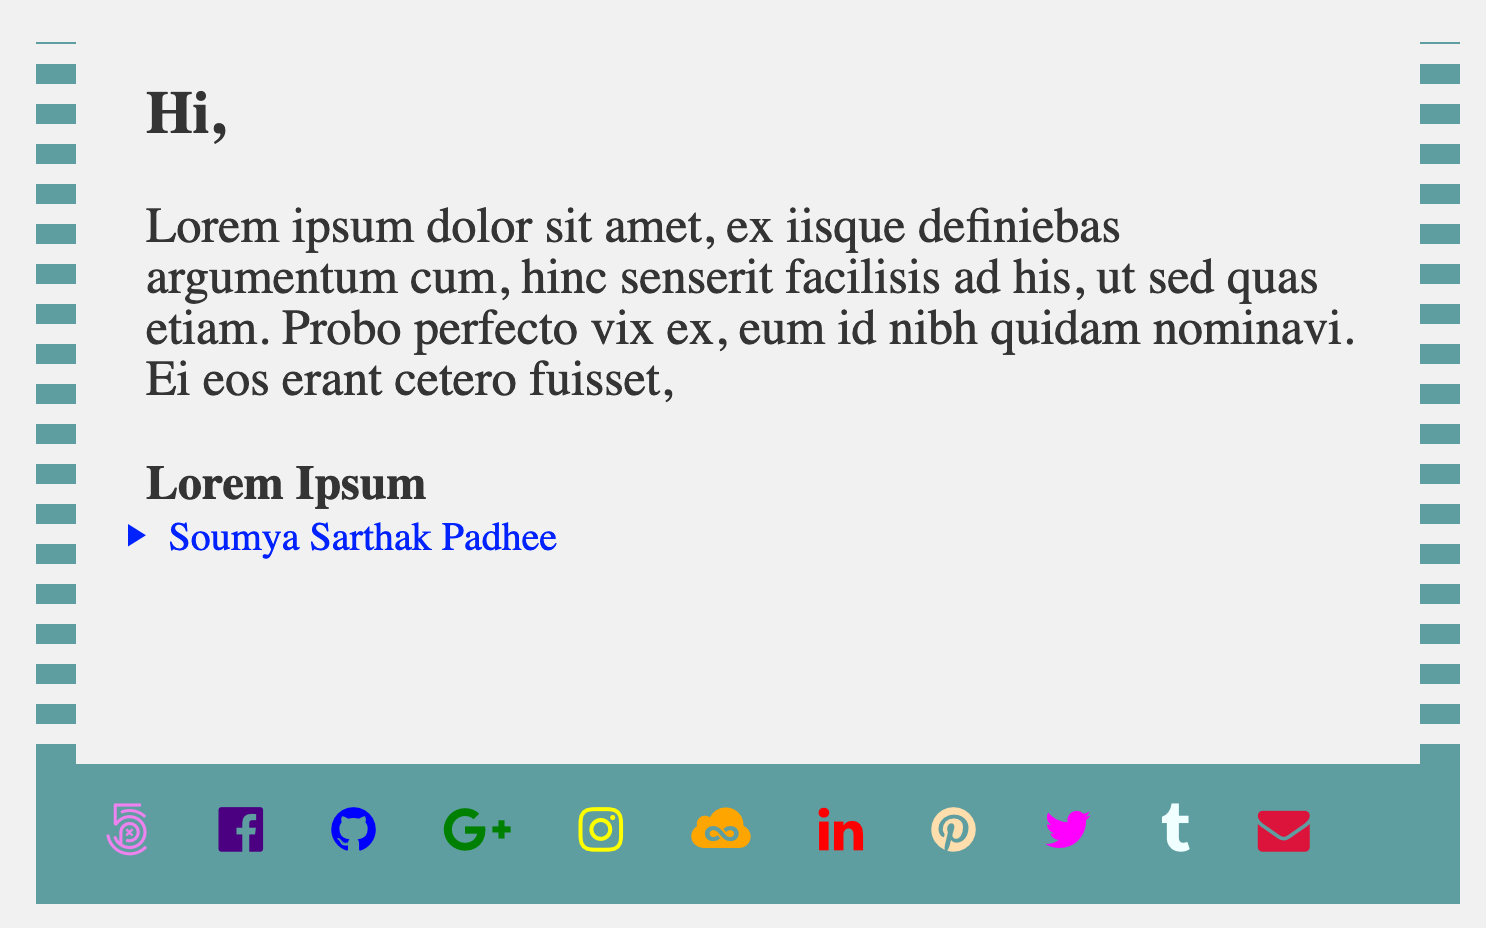 Hi,
Lorem ipsum dolor sit amet, ex iisque definiebas
argumentum cum, hinc senserit facilisis ad his, ut sed quas
etiam. Probo perfecto vix ex, eum id nibh quidam nominavi.
Ei eos erant cetero fuisset,
Lorem Ipsum
Soumya Sarthak Padhee